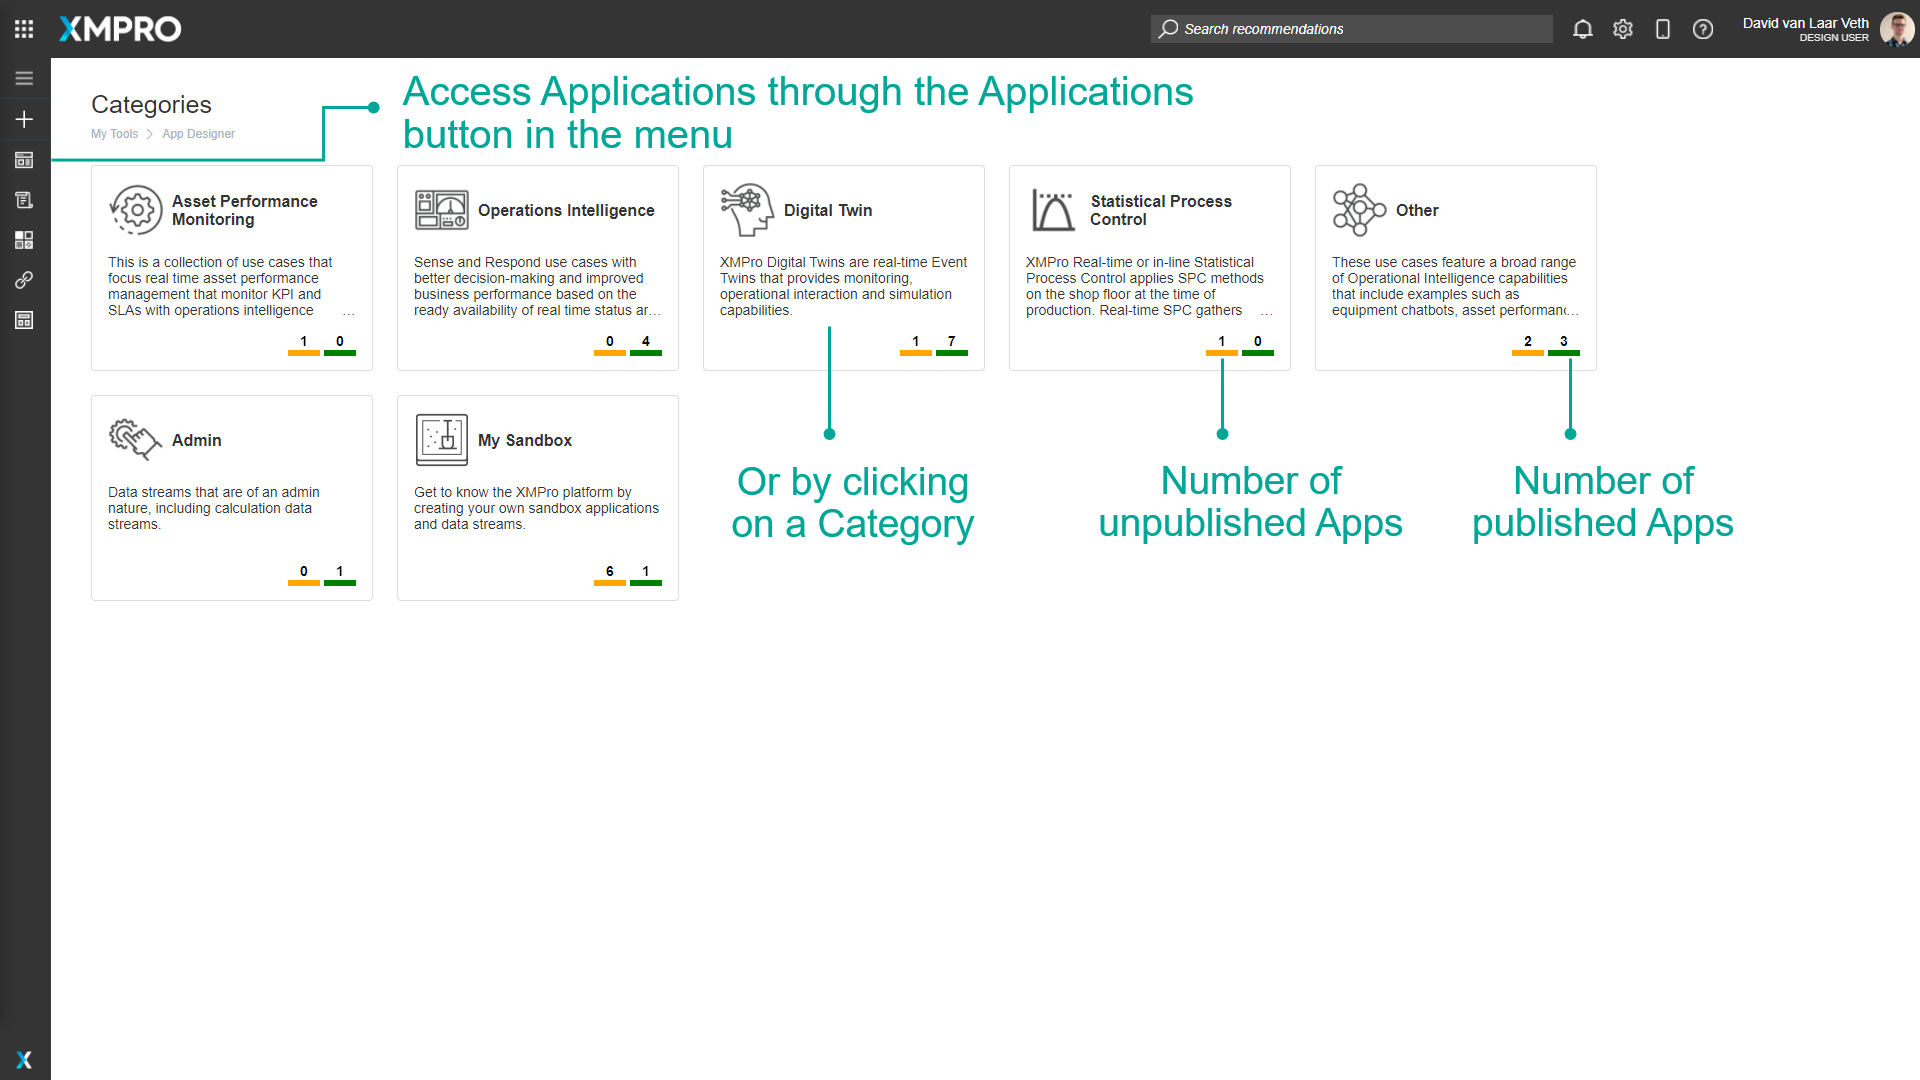 XMPRO
Search recommendations
David van Laar Veth
DESIGN USER
Categories
My Tools > App Designer
Access Applications through the Applications
button in the menu
Asset Performance
Monitoring
This is a collection of use cases that
focus real time asset performance
management that monitor KPI and
SLAs with operations intelligence ...
1 0
Operations Intelligence
Sense and Respond use cases with
better decision-making and improved
business performance based on the
ready availability of real time status ar...
0 4
Digital Twin
XMPro Digital Twins are real-time Event
Twins that provides monitoring,
operational interaction and simulation
capabilities.
1 7
Statistical Process
Control
XMPro Real-time or in-line Statistical
Process Control applies SPC methods
on the shop floor at the time of
production. Real-time SPC gathers ...
1 0
Other
These use cases feature a broad range
of Operational Intelligence capabilities
that include examples such as
equipment chatbots, asset performanc...
2 3
Admin
Data streams that are of an admin
nature, including calculation data
streams.
0 1
My Sandbox
Get to know the XMPro platform by
creating your own sandbox applications
and data streams.
6 1
Or by clicking
on a Category
Number of
unpublished Apps
Number of
published Apps
X